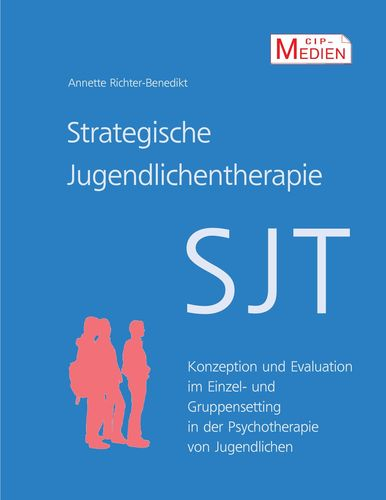 CIP-
MEDIEN
Annette Richter-Benedikt
Strategische
Jugendlichentherapie
SJT
Konzeption und Evaluation
im Einzel- und
Gruppensetting
in der Psychotherapie
von Jugendlichen